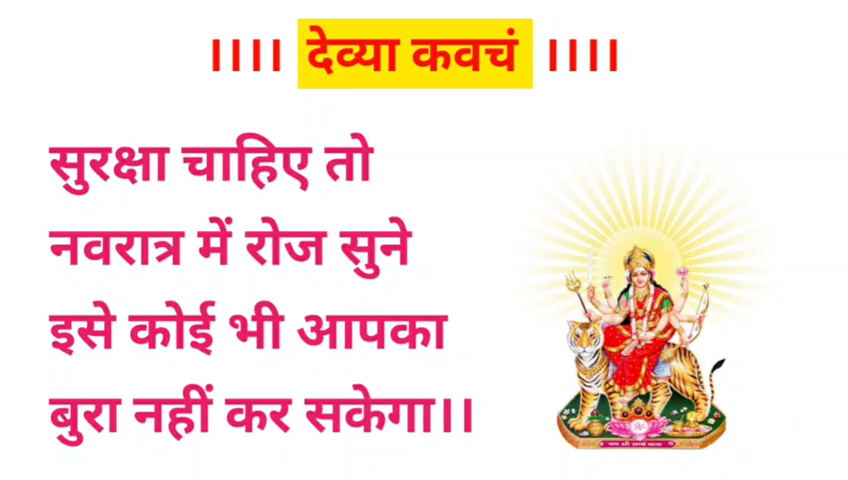 ।।।। देव्या कवचं ।।।।
सुरक्षा चाहिए तो
नवरात्र में रोज सुने
इसे कोई भी आपका
बुरा नहीं कर सकेगा।।